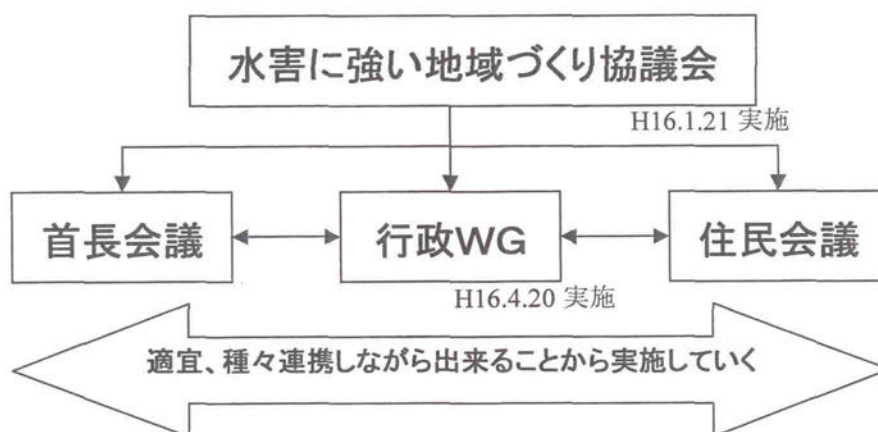 水害に強い地域づくり協議会
H16.1.21 実施
首長会議
行政WG
住民会議
H16.4.20 実施
適宜、種々連携しながら出来ることから実施していく